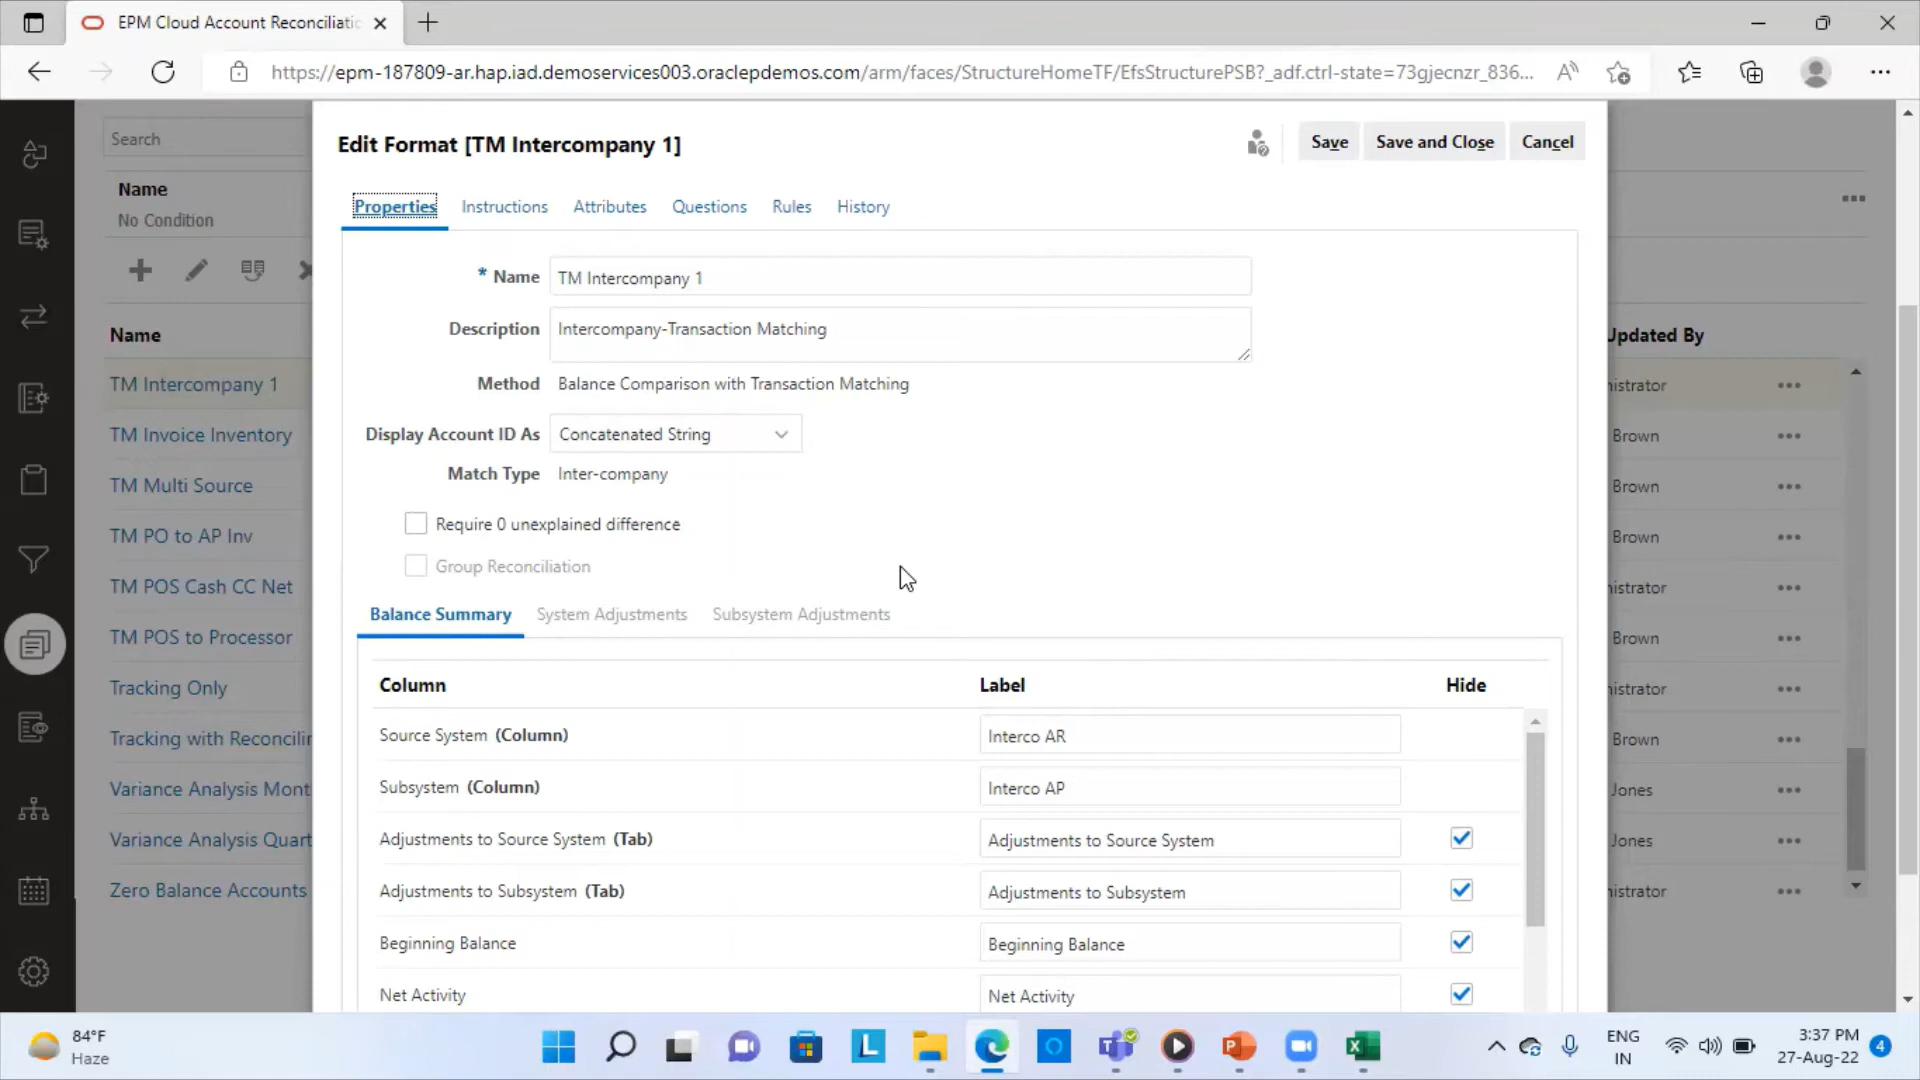 EPM Cloud Account Reconciliatio
https://epm-187809-ar.hap.iad.demoservices003.oraclepdemos.com/arm/faces/StructureHomeTF/EfsStructurePSB?_adf.ctrl-state=73gjecnzr_836...
Search
Edit Format [TM Intercompany 1]
Save
Save and Close
Cancel
Name
No Condition
Properties
Instructions
Attributes
Questions
Rules
History
* Name
TM Intercompany 1
Description
Intercompany-Transaction Matching
Method
Balance Comparison with Transaction Matching
Display Account ID As
Concatenated String
Match Type
Inter-company
Require 0 unexplained difference
Group Reconciliation
Balance Summary
System Adjustments
Subsystem Adjustments
Column
Label
Hide
Source System (Column)
Interco AR
Subsystem (Column)
Interco AP
Adjustments to Source System (Tab)
Adjustments to Source System
Adjustments to Subsystem (Tab)
Adjustments to Subsystem
Beginning Balance
Beginning Balance
Net Activity
Net Activity
Name
TM Intercompany 1
TM Invoice Inventory
TM Multi Source
TM PO to AP Inv
TM POS Cash CC Net
TM POS to Processor
Tracking Only
Tracking with Reconcilin
Variance Analysis Mont
Variance Analysis Quart
Zero Balance Accounts
Updated By
nistrator
Brown
Brown
Brown
nistrator
Brown
nistrator
Brown
Jones
Jones
nistrator
84°F
Haze
ENG
IN
3:37 PM
27-Aug-22
4